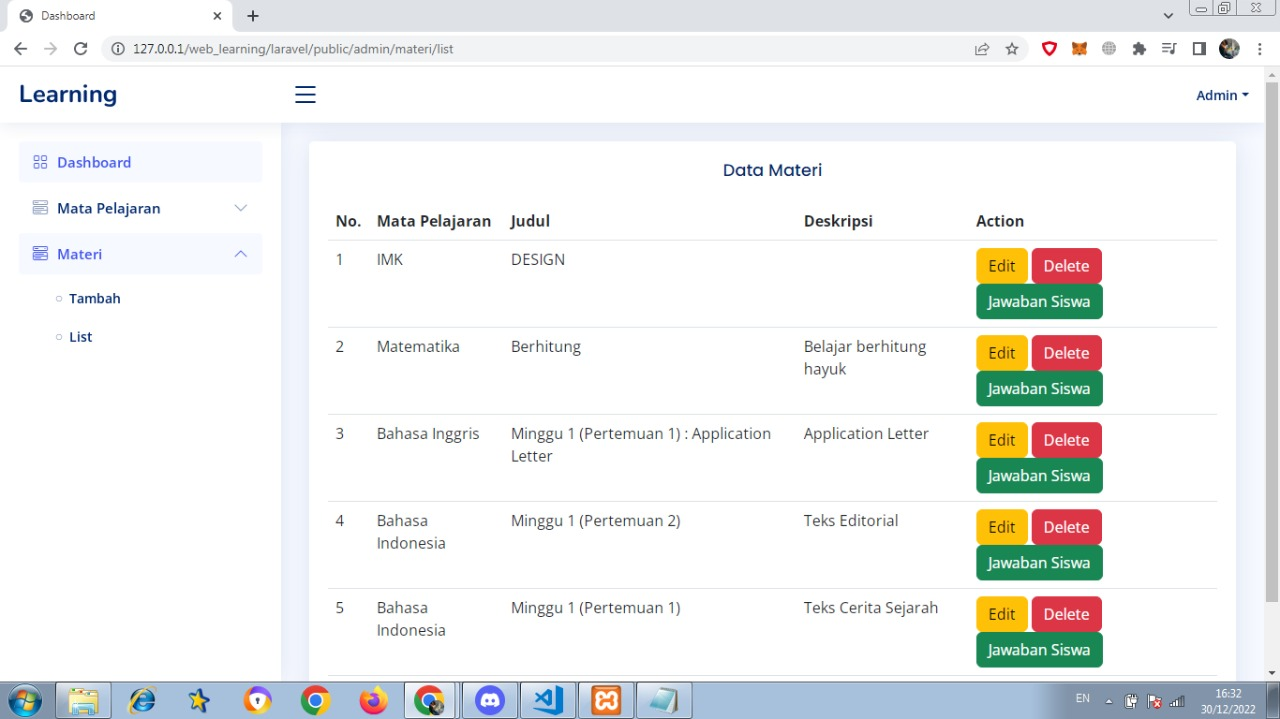 Dashboard
127.0.0.1/web_learning/laravel/public/admin/materi/list
Learning
Admin
Dashboard
Mata Pelajaran
Materi
Tambah
List
Data Materi
No. Mata Pelajaran Judul Deskripsi Action
1 IMK DESIGN Edit Delete
Jawaban Siswa
2 Matematika Berhitung Belajar berhitung Edit Delete
hayuk Jawaban Siswa
3 Bahasa Inggris Minggu 1 (Pertemuan 1) : Application Application Letter Edit Delete
Letter Jawaban Siswa
4 Bahasa Minggu 1 (Pertemuan 2) Teks Editorial Edit Delete
Indonesia Jawaban Siswa
5 Bahasa Minggu 1 (Pertemuan 1) Teks Cerita Sejarah Edit Delete
Indonesia Jawaban Siswa
EN 16:32
30/12/2022